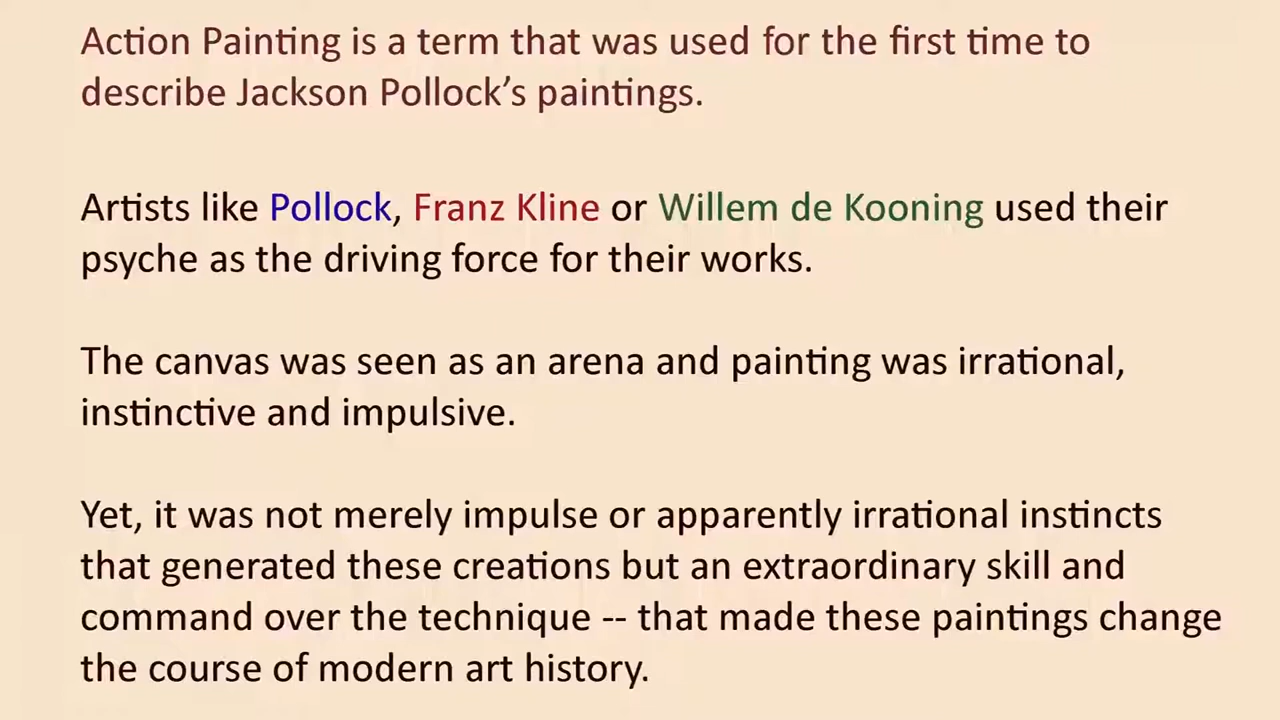 Action Painting is a term that was used for the first time to
describe Jackson Pollock’s paintings.
Artists like Pollock, Franz Kline or Willem de Kooning used their
psyche as the driving force for their works.
The canvas was seen as an arena and painting was irrational,
instinctive and impulsive.
Yet, it was not merely impulse or apparently irrational instincts
that generated these creations but an extraordinary skill and
command over the technique -- that made these paintings change
the course of modern art history.